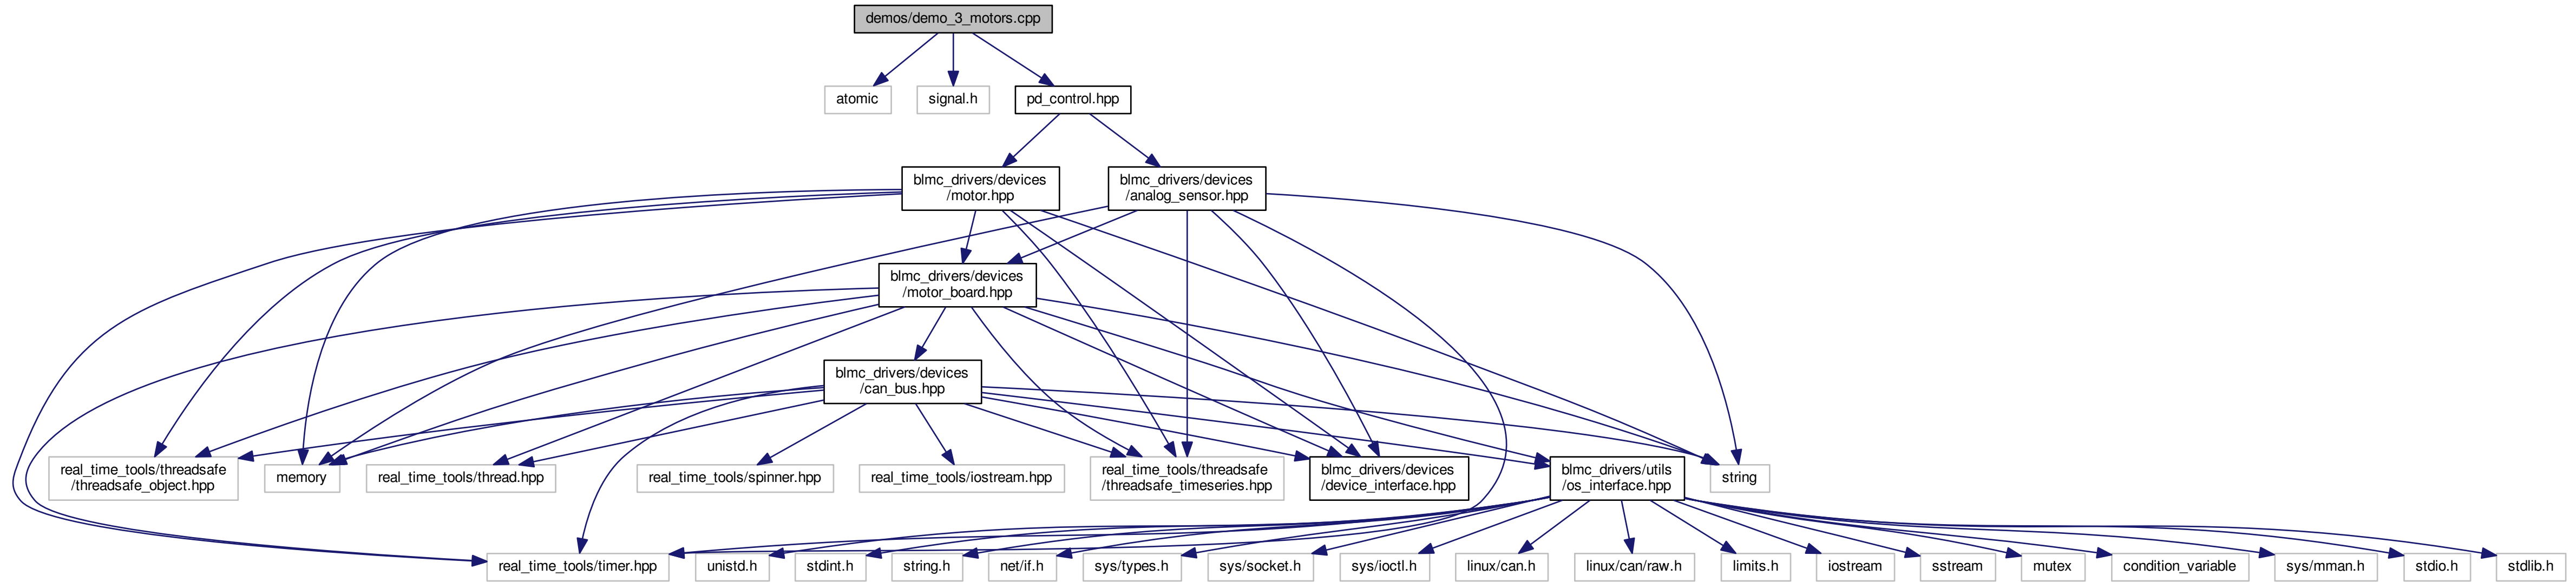 demos/demo_3_motors.cpp
atomic
signal.h
pd_control.hpp
blmc_drivers/devices
/motor.hpp
blmc_drivers/devices
/analog_sensor.hpp
blmc_drivers/devices
/motor_board.hpp
blmc_drivers/devices
/can_bus.hpp
real_time_tools/threadsafe
/threadsafe_object.hpp
memory
real_time_tools/thread.hpp
real_time_tools/spinner.hpp
real_time_tools/iostream.hpp
real_time_tools/threadsafe
/threadsafe_timeseries.hpp
blmc_drivers/devices
/device_interface.hpp
blmc_drivers/utils
/os_interface.hpp
string
real_time_tools/timer.hpp
unistd.h
stdint.h
string.h
net/if.h
sys/types.h
sys/socket.h
sys/ioctl.h
linux/can.h
linux/can/raw.h
limits.h
iostream
sstream
mutex
condition_variable
sys/mman.h
stdio.h
stdlib.h